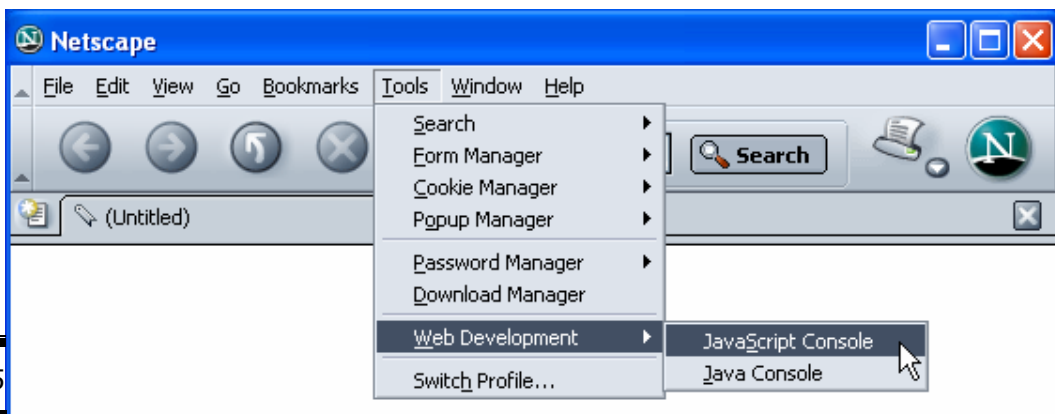 Netscape
File Edit View Go Bookmarks Tools Window Help
Search
Form Manager
Search
Cookie Manager
(Untitled)
Popup Manager
Password Manager
Download Manager
Web Development
JavaScript Console
Java Console
Switch Profile...